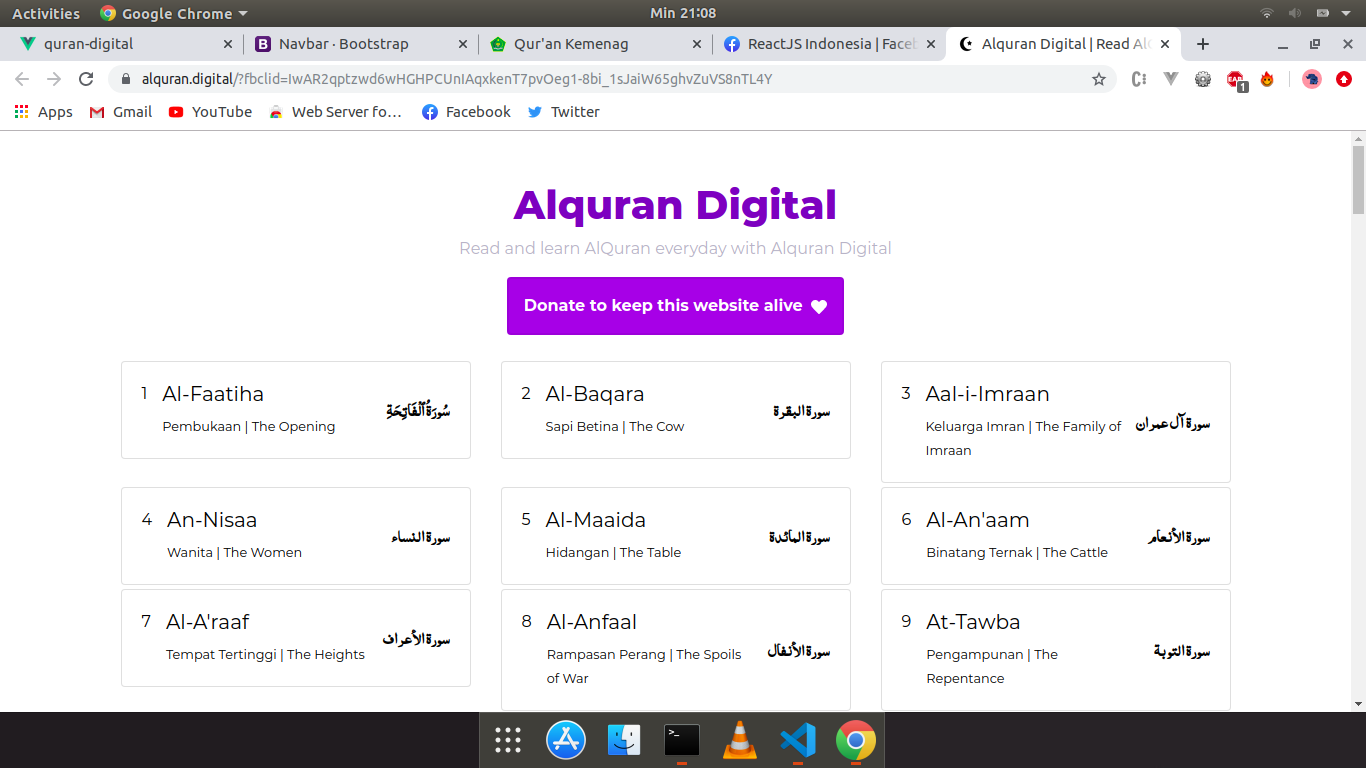 Activities Google Chrome Min 21:08
quran-digital Navbar · Bootstrap Qur'an Kemenag ReactJS Indonesia | Face Alquran Digital | Read Al
alquran.digital/?fbclid=IwAR2qptzwd6wHGHPCUnIAqxkenT7pvOeg1-8bi_1sJaiW65ghvZuVS8nTL4Y
Apps Gmail YouTube Web Server fo… Facebook Twitter
Alquran Digital
Read and learn AlQuran everyday with Alquran Digital
Donate to keep this website alive
1 Al-Faatiha
Pembukaan | The Opening
سُورَةُ ٱلْفَاتِحَةِ
2 Al-Baqara
Sapi Betina | The Cow
سورة البقرة
3 Aal-i-Imraan
Keluarga Imran | The Family of
Imraan
سورة آل عمران
4 An-Nisaa
Wanita | The Women
سورة النساء
5 Al-Maaida
Hidangan | The Table
سورة المائدة
6 Al-An'aam
Binatang Ternak | The Cattle
سورة الأنعام
7 Al-A'raaf
Tempat Tertinggi | The Heights
سورة الأعراف
8 Al-Anfaal
Rampasan Perang | The Spoils
of War
سورة الأنفال
9 At-Tawba
Pengampunan | The
Repentance
سورة التوبة